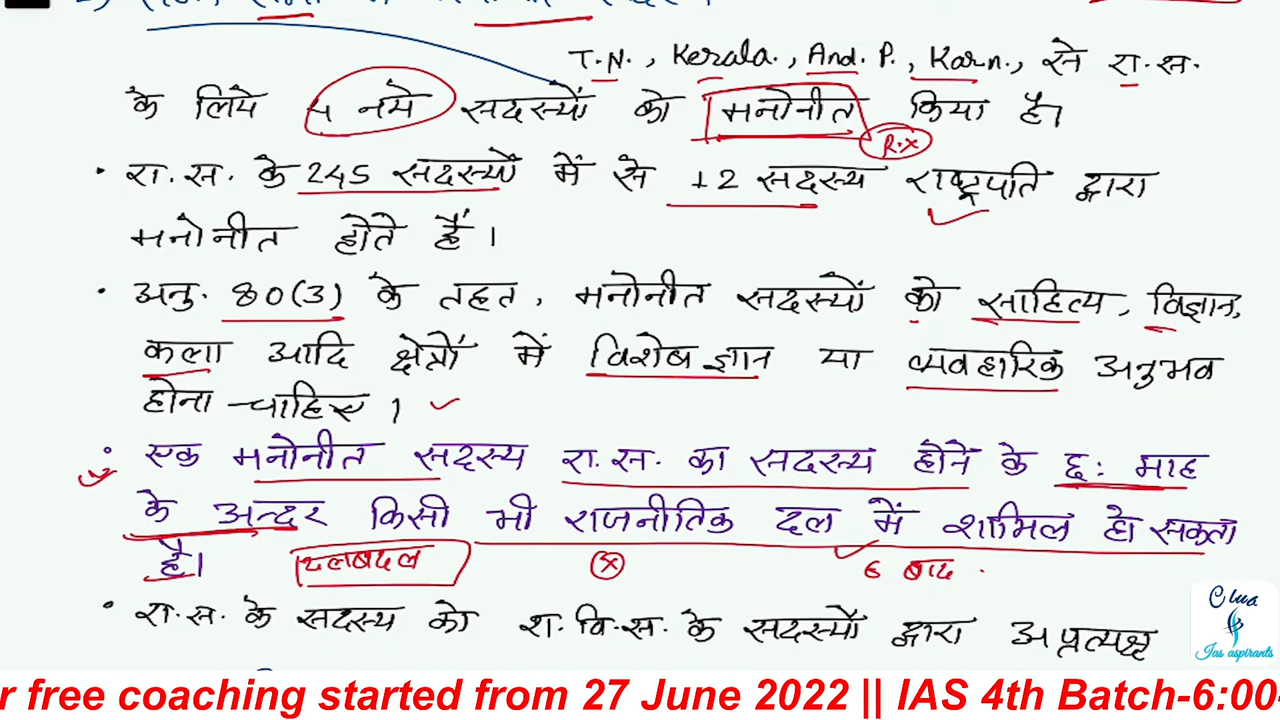 T.N., Kerala., And. P., Karn., से रा.स.
के लिये 4 नये सदस्यों को मनोनीत किया है।
R.x
• रा.स. के 245 सदस्यों में से 12 सदस्य राष्ट्रपति द्वारा
मनोनीत होते हैं।
• अनु. 80(3) के तहत, मनोनीत सदस्यों को साहित्य, विज्ञान,
कला आदि क्षेत्रों में विशेषज्ञान या व्यवहारिक अनुभव
होना चाहिए।
• एक मनोनीत सदस्य रा.स. का सदस्य होने के छ: माह
के अन्दर किसी भी राजनीतिक दल में शामिल हो सकता
है। दलबदल x 6 बाद
• रा.स. के सदस्य को रा.वि.स. के सदस्यों द्वारा अप्रत्यक्ष
Clua
Ias aspirants
r free coaching started from 27 June 2022 || IAS 4th Batch-6:00